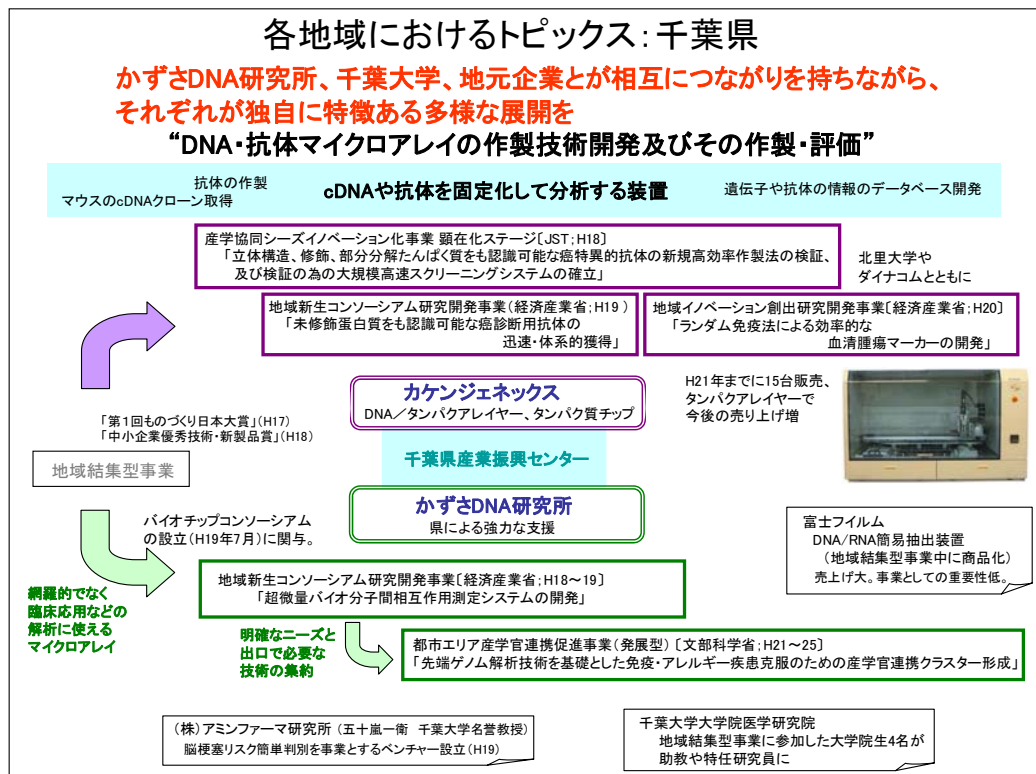 各地域におけるトピックス：千葉県
かずさDNA研究所、千葉大学、地元企業とが相互につながりを持ちながら、
それぞれが独自に特徴ある多様な展開を
“DNA・抗体マイクロアレイの作製技術開発及びその作製・評価”
抗体の作製
マウスのcDNAクローン取得
cDNAや抗体を固定化して分析する装置
遺伝子や抗体の情報のデータベース開発
産学協同シーズイノベーション化事業 顕在化ステージ〔JST；H18〕
「立体構造、修飾、部分分解たんぱく質をも認識可能な癌特異的抗体の新規高効率作製法の検証、
及び検証の為の大規模高速スクリーニングシステムの確立」
北里大学や
ダイナコムとともに
地域新生コンソーシアム研究開発事業（経済産業省；H19 ）
「未修飾蛋白質をも認識可能な癌診断用抗体の
迅速・体系的獲得」
地域イノベーション創出研究開発事業〔経済産業省；H20〕
「ランダム免疫法による効率的な
血清腫瘍マーカーの開発」
カケンジェネックス
DNA／タンパクアレイヤー、タンパク質チップ
H21年までに15台販売、
タンパクアレイヤーで
今後の売り上げ増
「第１回ものづくり日本大賞」（H17）
「中小企業優秀技術・新製品賞」（H18）
千葉県産業振興センター
地域結集型事業
かずさDNA研究所
県による強力な支援
バイオチップコンソーシアム
の設立（H19年7月）に関与。
富士フイルム
DNA/RNA簡易抽出装置
（地域結集型事業中に商品化）
売上げ大。事業としての重要性低。
地域新生コンソーシアム研究開発事業〔経済産業省；H18～19〕
「超微量バイオ分子間相互作用測定システムの開発」
網羅的でなく
臨床応用などの
解析に使える
マイクロアレイ
明確なニーズと
出口で必要な
技術の集約
都市エリア産学官連携促進事業（発展型）〔文部科学省；H21～25〕
「先端ゲノム解析技術を基礎とした免疫・アレルギー疾患克服のための産学官連携クラスター形成」
（株）アミンファーマ研究所（五十嵐一衛 千葉大学名誉教授）
脳梗塞リスク簡単判別を事業とするベンチャー設立（H19）
千葉大学大学院医学研究院
地域結集型事業に参加した大学院生4名が
助教や特任研究員に